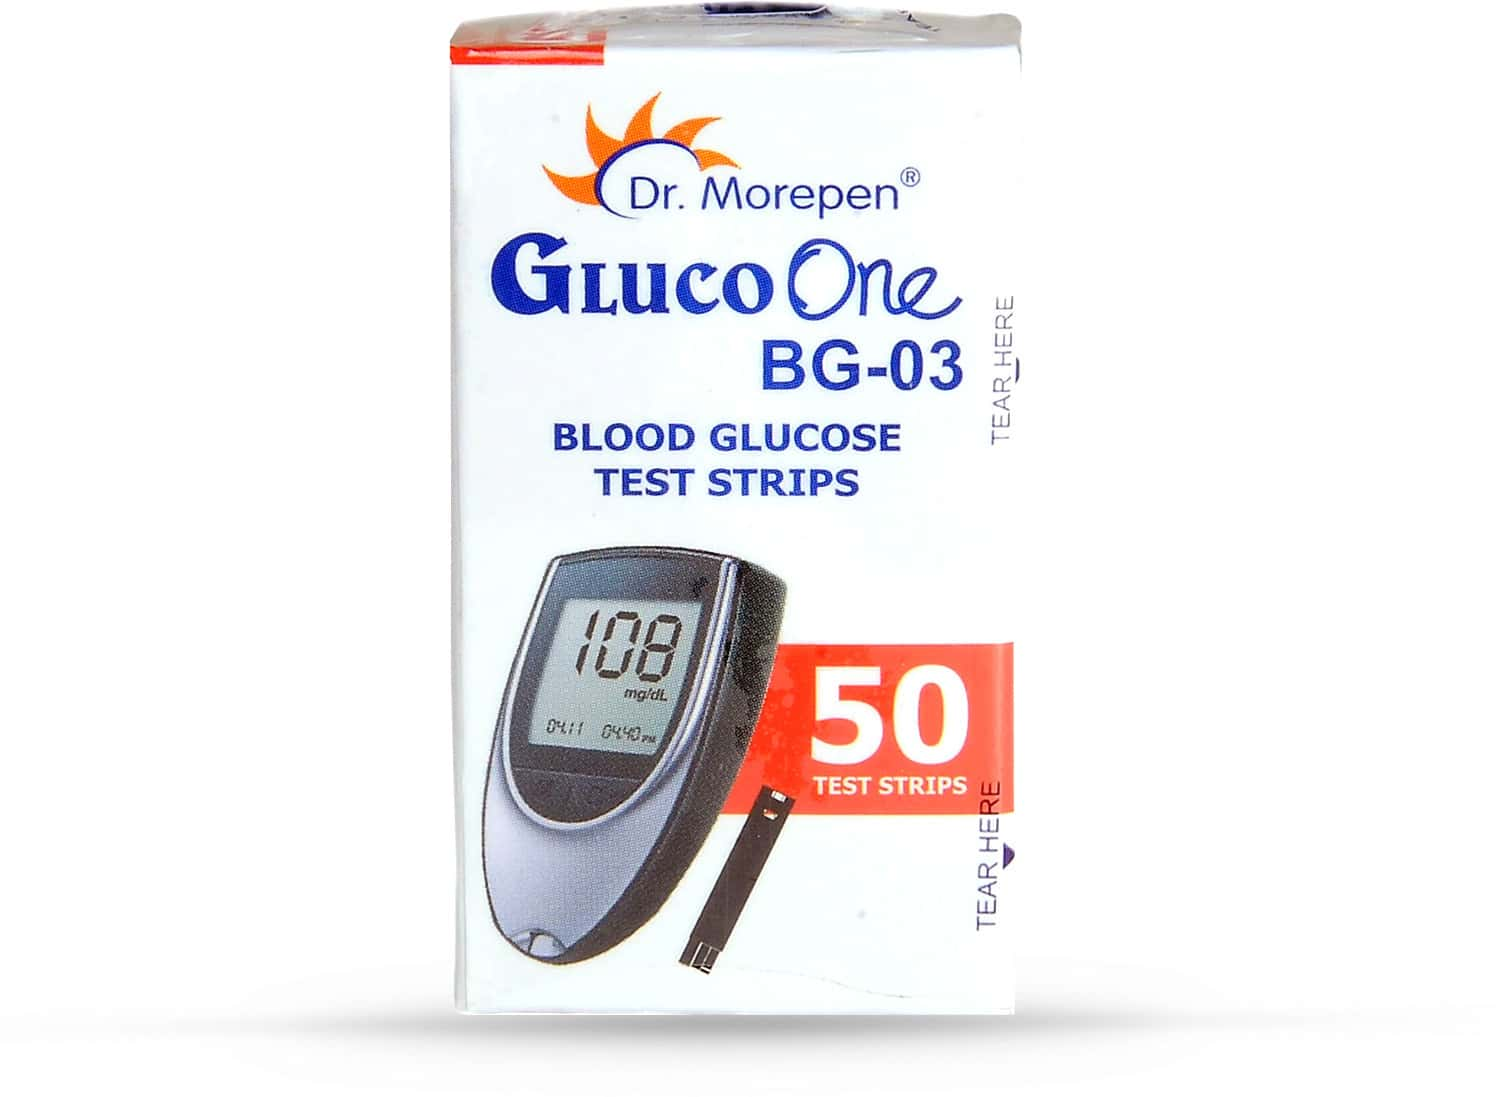 Dr. Morepen®
GLUCO One
BG-03
BLOOD GLUCOSE
TEST STRIPS
TEAR HERE
108
mg/dL
04.11 04:40 PM
50
TEST STRIPS
TEAR HERE